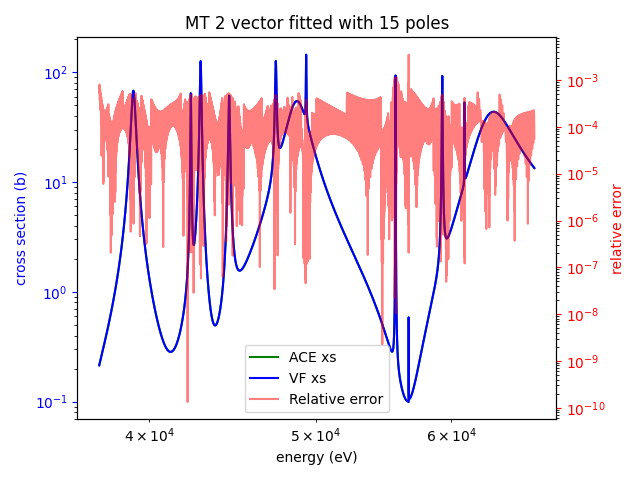 MT 2 vector fitted with 15 poles
10²
10¹
10⁰
10⁻¹
cross section (b)
10⁻³
10⁻⁴
10⁻⁵
10⁻⁶
10⁻⁷
10⁻⁸
10⁻⁹
10⁻¹⁰
relative error
ACE xs
VF xs
Relative error
4 × 10⁴
5 × 10⁴
6 × 10⁴
energy (eV)